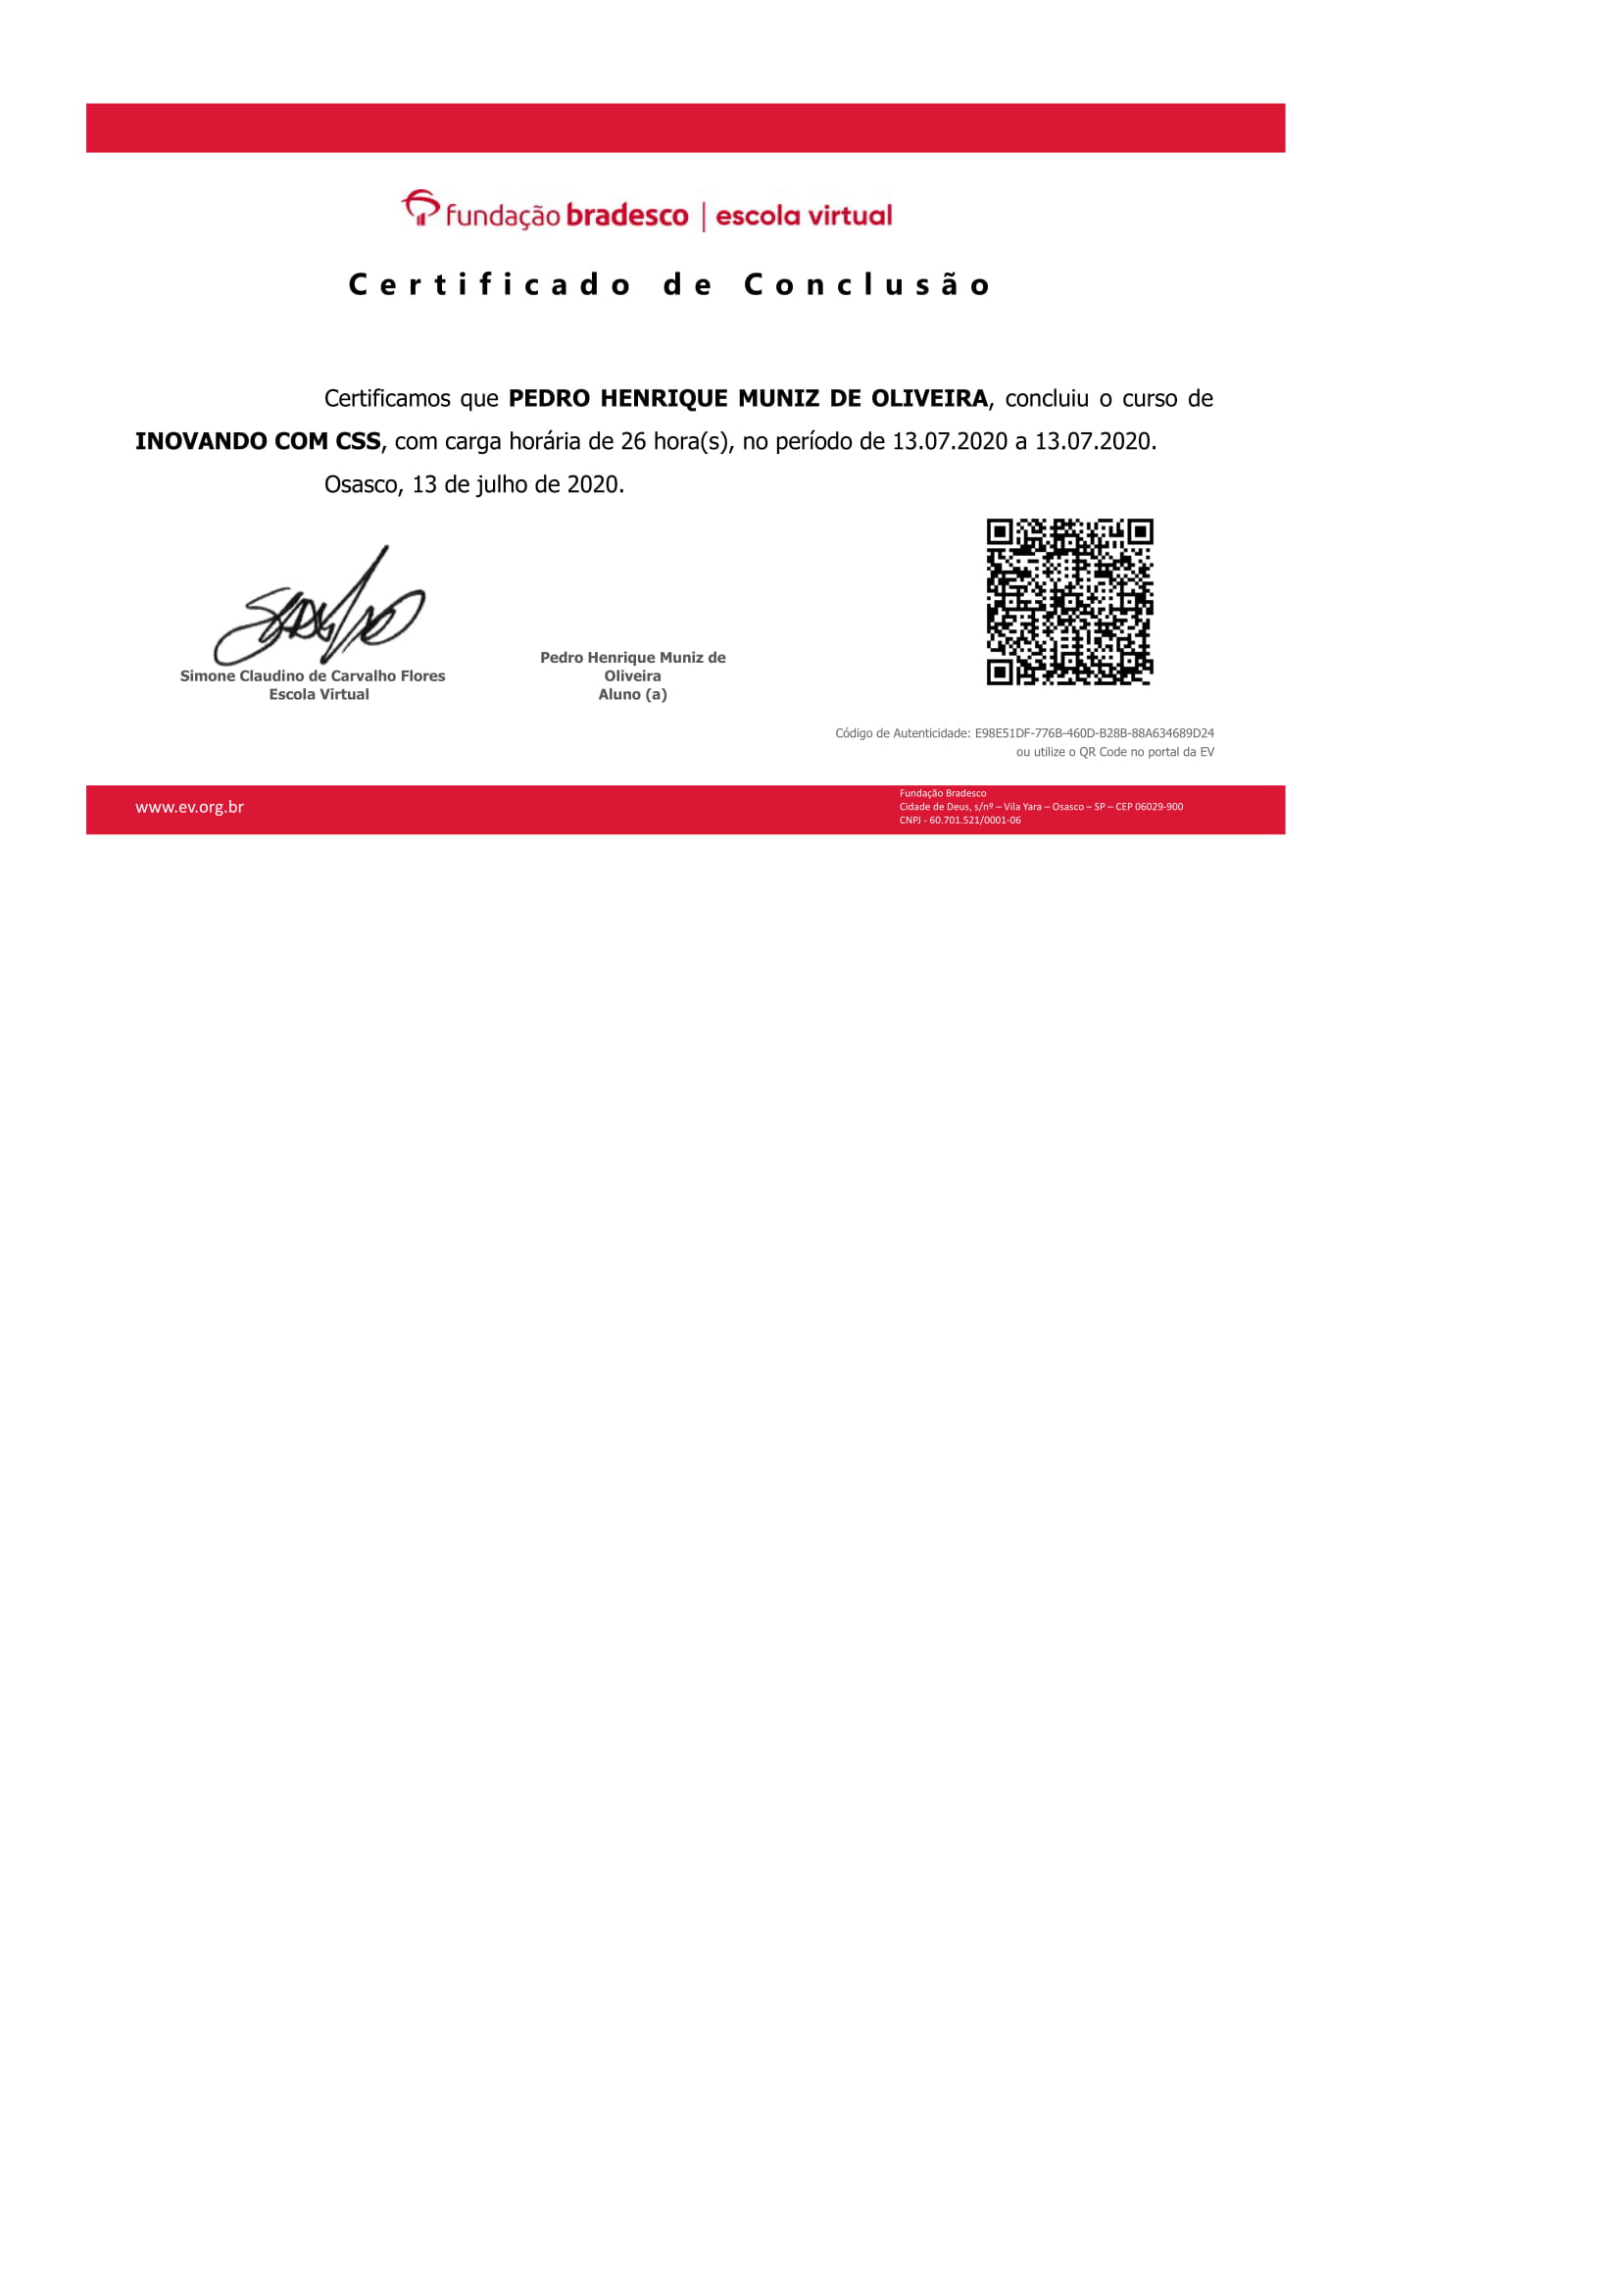 fundação bradesco | escola virtual
Certificado de Conclusão
Certificamos que PEDRO HENRIQUE MUNIZ DE OLIVEIRA, concluiu o curso de
INOVANDO COM CSS, com carga horária de 26 hora(s), no período de 13.07.2020 a 13.07.2020.
Osasco, 13 de julho de 2020.
Simone Claudino de Carvalho Flores
Escola Virtual
Pedro Henrique Muniz de
Oliveira
Aluno (a)
Código de Autenticidade: E98E51DF-776B-460D-B28B-88A634689D24
ou utilize o QR Code no portal da EV
www.ev.org.br
Fundação Bradesco
Cidade de Deus, s/nº – Vila Yara – Osasco – SP – CEP 06029-900
CNPJ - 60.701.521/0001-06